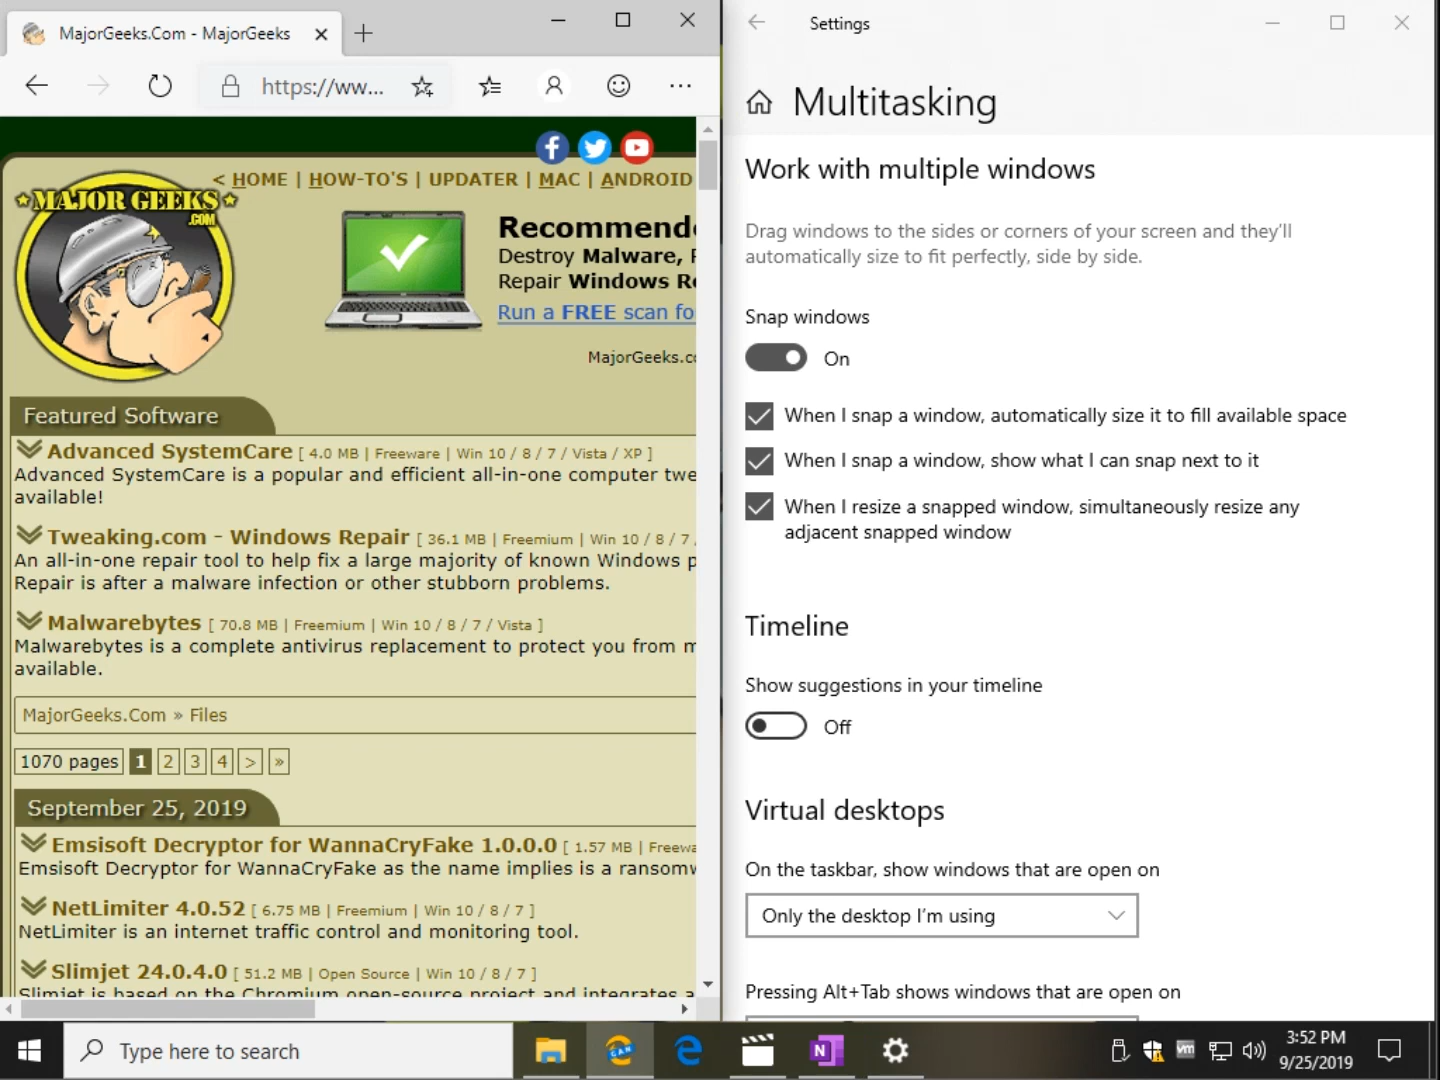 MajorGeeks.Com - MajorGeeks
https://ww...
< HOME | HOW-TO'S | UPDATER | MAC | ANDROID
MAJOR GEEKS
.COM
Recommend
Destroy Malware,
Repair Windows R
Run a FREE scan fo
MajorGeeks.c
Featured Software
Advanced SystemCare [ 4.0 MB | Freeware | Win 10 / 8 / 7 / Vista / XP ]
Advanced SystemCare is a popular and efficient all-in-one computer twe
available!
Tweaking.com - Windows Repair [ 36.1 MB | Freemium | Win 10 / 8 / 7
An all-in-one repair tool to help fix a large majority of known Windows p
Repair is after a malware infection or other stubborn problems.
Malwarebytes [ 70.8 MB | Freemium | Win 10 / 8 / 7 / Vista ]
Malwarebytes is a complete antivirus replacement to protect you from m
available.
MajorGeeks.Com » Files
1070 pages 1 2 3 4 > »
September 25, 2019
Emsisoft Decryptor for WannaCryFake 1.0.0.0 [ 1.57 MB | Freewa
Emsisoft Decryptor for WannaCryFake as the name implies is a ransomw
NetLimiter 4.0.52 [ 6.75 MB | Freemium | Win 10 / 8 / 7 ]
NetLimiter is an internet traffic control and monitoring tool.
Slimjet 24.0.4.0 [ 51.2 MB | Open Source | Win 10 / 8 / 7 ]
Slimjet is based on the Chromium open-source project and integrates a
Settings
Multitasking
Work with multiple windows
Drag windows to the sides or corners of your screen and they'll
automatically size to fit perfectly, side by side.
Snap windows
On
When I snap a window, automatically size it to fill available space
When I snap a window, show what I can snap next to it
When I resize a snapped window, simultaneously resize any
adjacent snapped window
Timeline
Show suggestions in your timeline
Off
Virtual desktops
On the taskbar, show windows that are open on
Only the desktop I'm using
Pressing Alt+Tab shows windows that are open on
Type here to search
CAN
N
vm
3:52 PM
9/25/2019